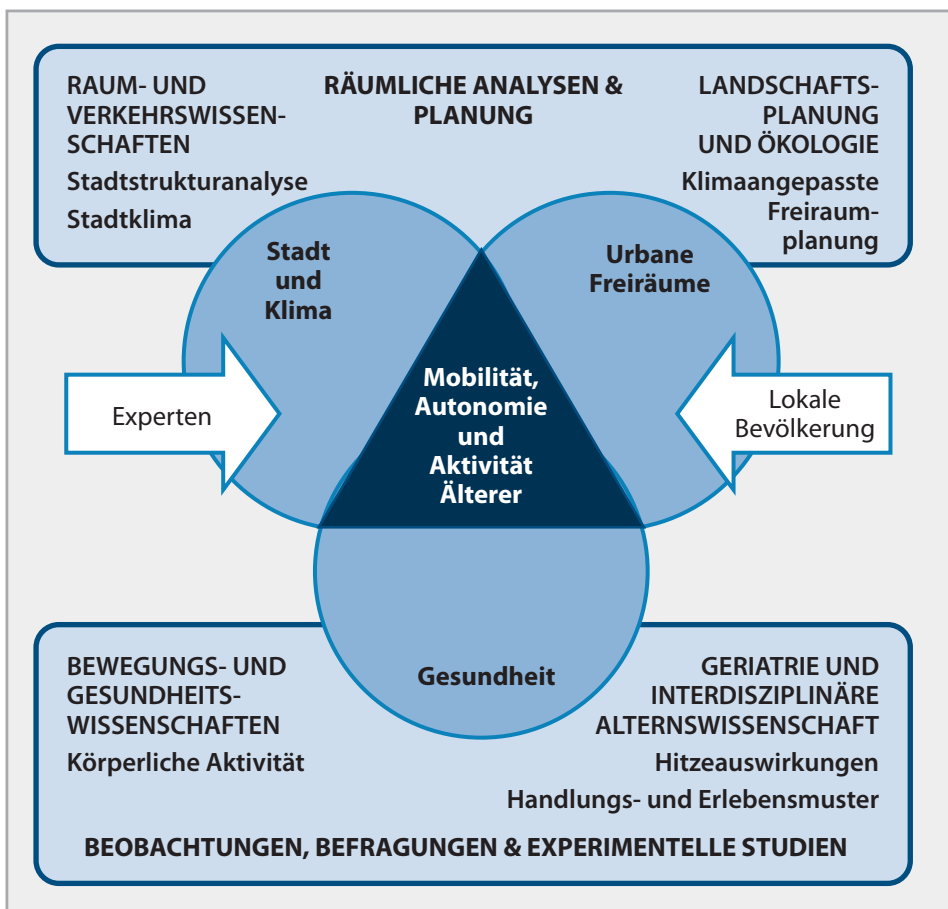 RAUM- UND
VERKEHRSWISSEN-
SCHAFTEN
Stadtstrukturanalyse
Stadtklima
RÄUMLICHE ANALYSEN &
PLANUNG
LANDSCHAFTS-
PLANUNG
UND ÖKOLOGIE
Klimaangepasste
Freiraum-
planung
Stadt
und
Klima
Urbane
Freiräume
Experten
Mobilität,
Autonomie
und
Aktivität
Älterer
Lokale
Bevölkerung
Gesundheit
BEWEGUNGS- UND
GESUNDHEITS-
WISSENSCHAFTEN
Körperliche Aktivität
GERIATRIE UND
INTERDISZIPLINÄRE
ALTERNSWISSENSCHAFT
Hitzeauswirkungen
Handlungs- und Erlebensmuster
BEOBACHTUNGEN, BEFRAGUNGEN & EXPERIMENTELLE STUDIEN